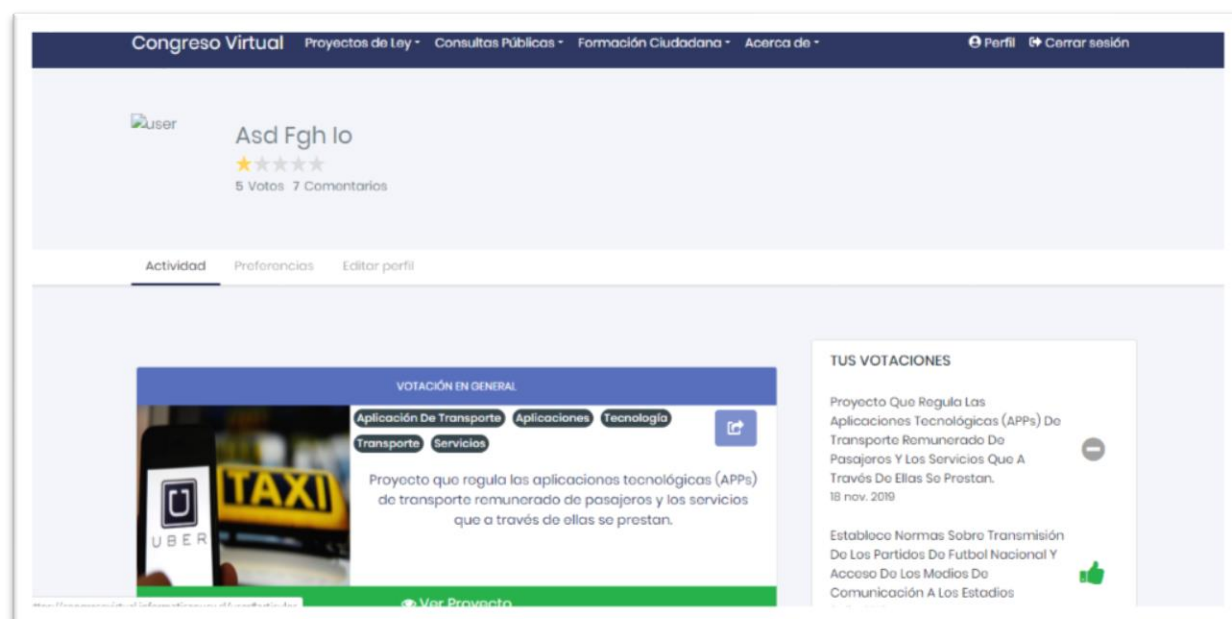 Congreso Virtual Proyectos de Ley Consultas Públicas Formación Ciudadana Acerca de Perfil Cerrar sesión
user
Asd Fgh Io
5 Votos 7 Comentarios
Actividad Preferencias Editar perfil
VOTACIÓN EN GENERAL
Aplicación De Transporte Aplicaciones Tecnología
Transporte Servicios
Proyecto que regula las aplicaciones tecnológicas (APPs)
de transporte remunerado de pasajeros y los servicios
que a través de ellas se prestan.
U
UBER
TAXI
Ver Proyecto
TUS VOTACIONES
Proyecto Que Regula Las
Aplicaciones Tecnológicas (APPs) De
Transporte Remunerado De
Pasajeros Y Los Servicios Que A
Través De Ellas Se Prestan.
18 nov. 2019
Establece Normas Sobre Transmisión
De Los Partidos De Futbol Nacional Y
Acceso De Los Medios De
Comunicación A Los Estadios